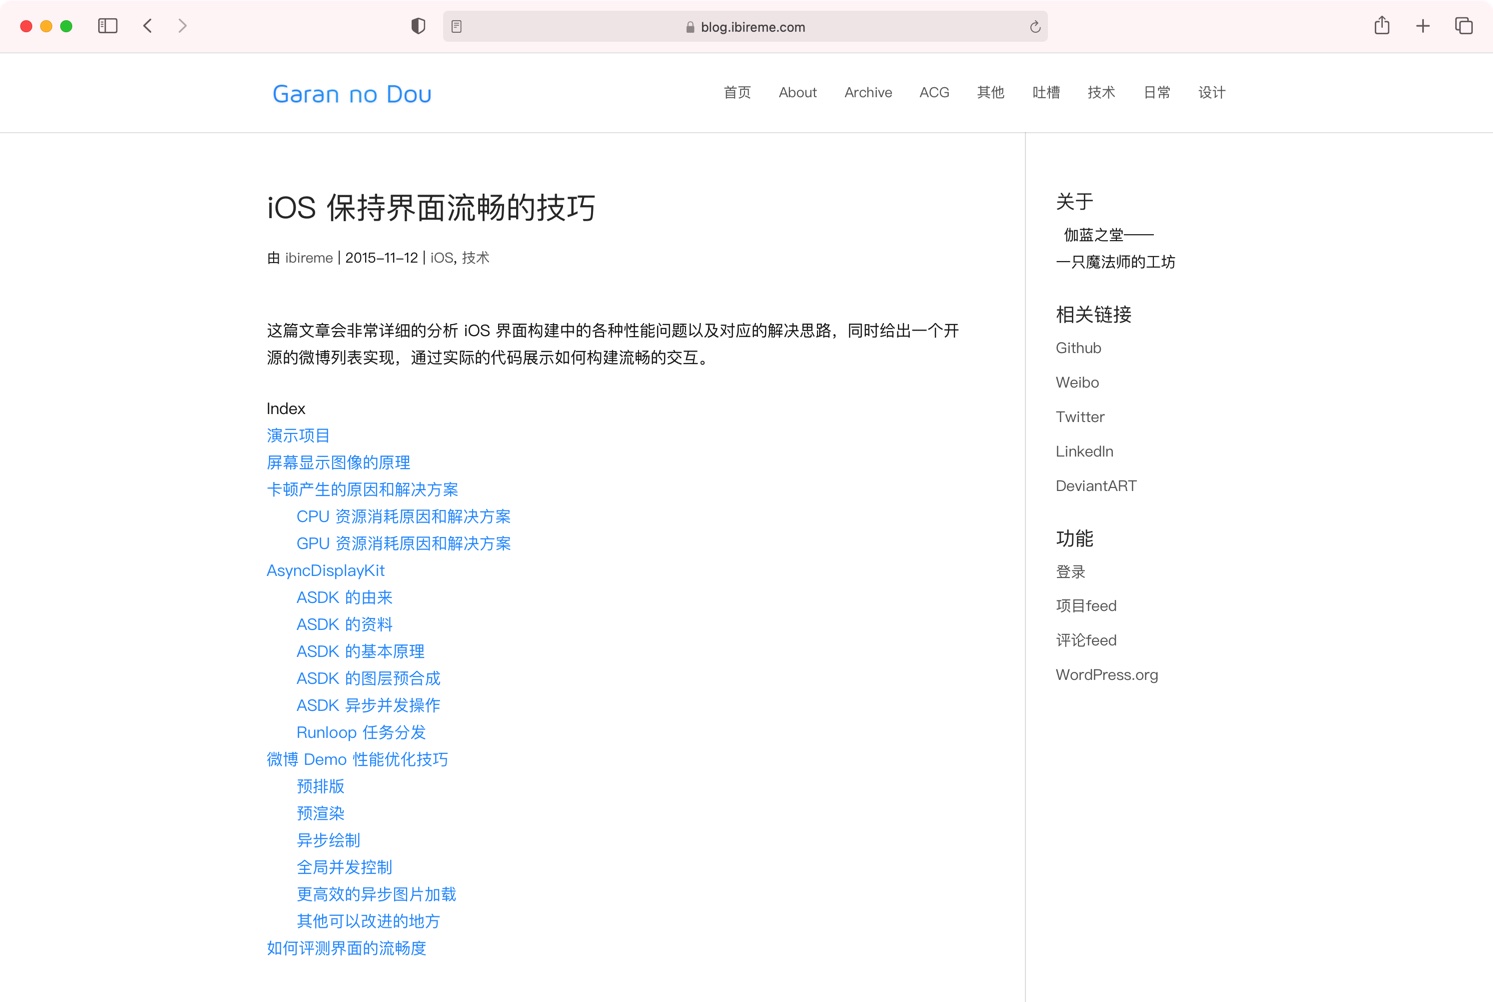 blog.ibireme.com
Garan no Dou
首页 About Archive ACG 其他 吐槽 技术 日常 设计
iOS 保持界面流畅的技巧
由 ibireme | 2015-11-12 | iOS, 技术
这篇文章会非常详细的分析 iOS 界面构建中的各种性能问题以及对应的解决思路，同时给出一个开
源的微博列表实现，通过实际的代码展示如何构建流畅的交互。
Index
演示项目
屏幕显示图像的原理
卡顿产生的原因和解决方案
CPU 资源消耗原因和解决方案
GPU 资源消耗原因和解决方案
AsyncDisplayKit
ASDK 的由来
ASDK 的资料
ASDK 的基本原理
ASDK 的图层预合成
ASDK 异步并发操作
Runloop 任务分发
微博 Demo 性能优化技巧
预排版
预渲染
异步绘制
全局并发控制
更高效的异步图片加载
其他可以改进的地方
如何评测界面的流畅度
关于
伽蓝之堂——
一只魔法师的工坊
相关链接
Github
Weibo
Twitter
LinkedIn
DeviantART
功能
登录
项目feed
评论feed
WordPress.org